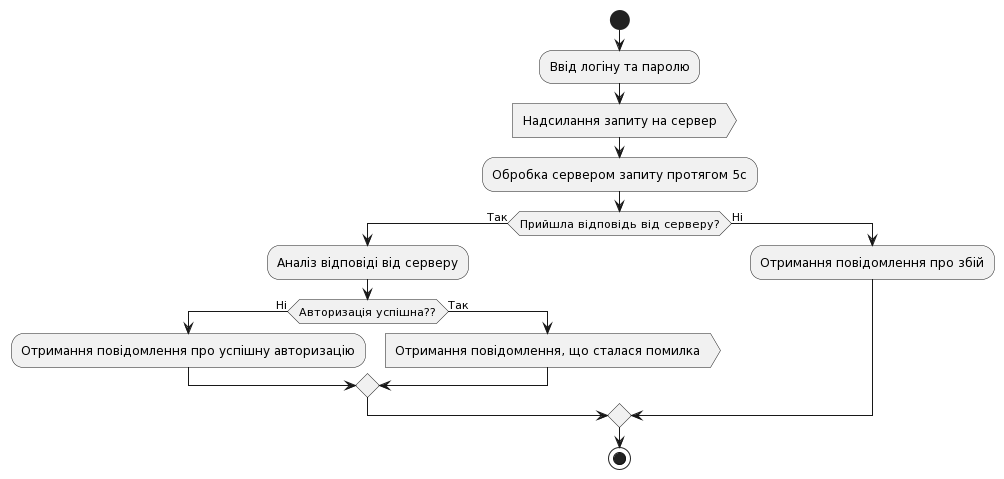 Ввід логіну та паролю
Надсилання запиту на сервер
Обробка сервером запиту протягом 5с
Так
Прийшла відповідь від серверу?
Ні
Аналіз відповіді від серверу
Отримання повідомлення про збій
Ні
Авторизація успішна??
Так
Отримання повідомлення про успішну авторизацію
Отримання повідомлення, що сталася помилка